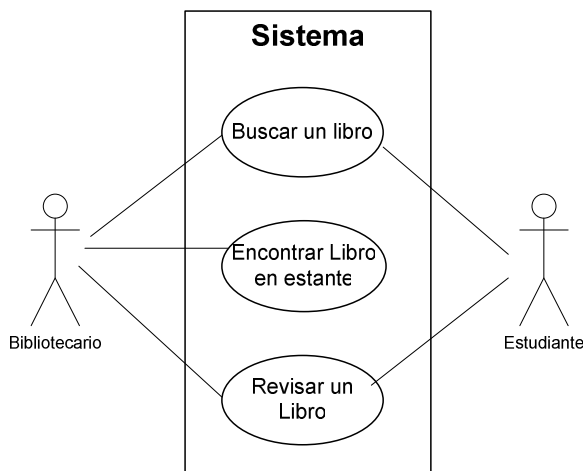 Sistema
Buscar un libro
Encontrar Libro
en estante
Bibliotecario
Estudiante
Revisar un
Libro